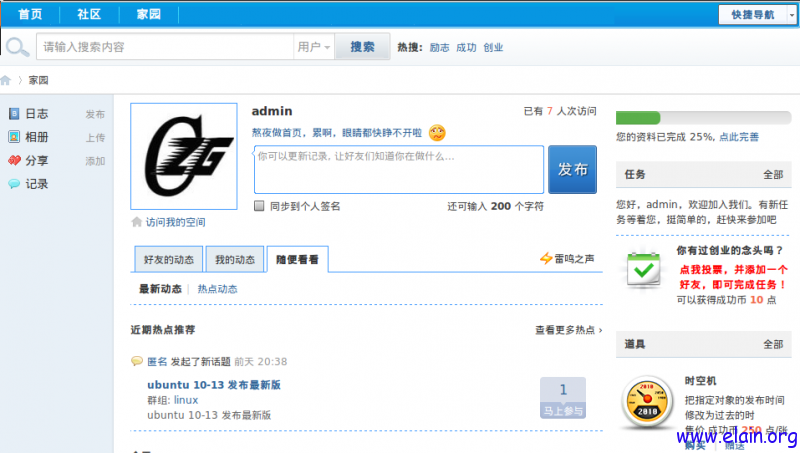 首页 社区 家园 快捷导航
请输入搜索内容 用户 搜索 热搜: 励志 成功 创业
家园
日志 发布
相册 上传
分享 添加
记录
CZG
admin 已有 7 人次访问
熬夜做首页，累啊，眼睛都快睁不开啦
你可以更新记录, 让好友们知道你在做什么...
发布
同步到个人签名 还可输入 200 个字符
访问我的空间
好友的动态 我的动态 随便看看 雷鸣之声
最新动态 热点动态
近期热点推荐 查看更多热点 ›
匿名 发起了新话题 前天 20:38
ubuntu 10-13 发布最新版
群组: linux
ubuntu 10-13 发布最新版
1
马上参与
您的资料已完成 25%, 点此完善
任务 全部
您好，admin，欢迎加入我们。有新任
务等着您，挺简单的，赶快来参加吧
你有过创业的念头吗？
点我投票，并添加一个
好友，即可完成任务！
可以获得成功币 10 点
道具 全部
2010
2010
时空机
把指定对象的发布时间
修改为过去的时
售价 成功币 250 点/张
购买 赠送
www.elain.org